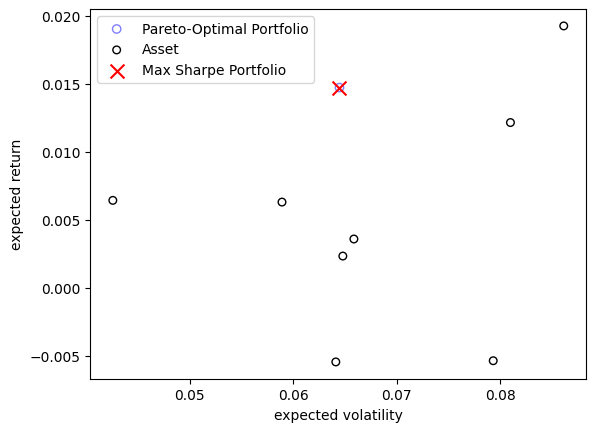 Pareto-Optimal Portfolio
Asset
Max Sharpe Portfolio
expected return
0.020
0.015
0.010
0.005
0.000
−0.005
0.05 0.06 0.07 0.08
expected volatility